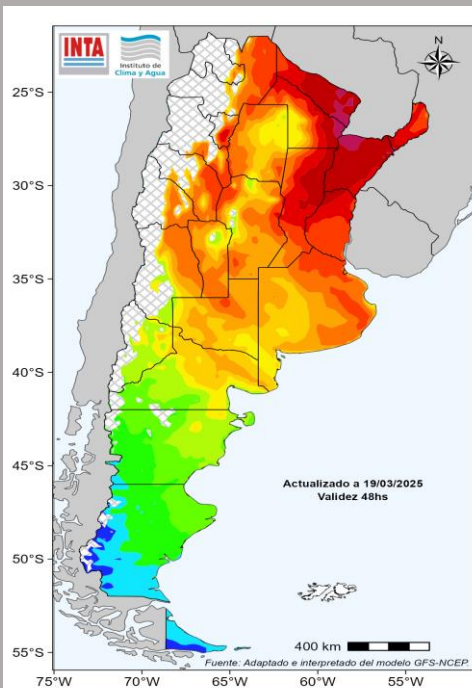 INTA
Instituto de
Clima y Agua
N
25°S
30°S
35°S
40°S
45°S
50°S
55°S
Actualizado a 19/03/2025
Validez 48hs
400 km
Fuente: Adaptado e interpretado del modelo GFS-NCEP.
75°W
70°W
65°W
60°W
55°W